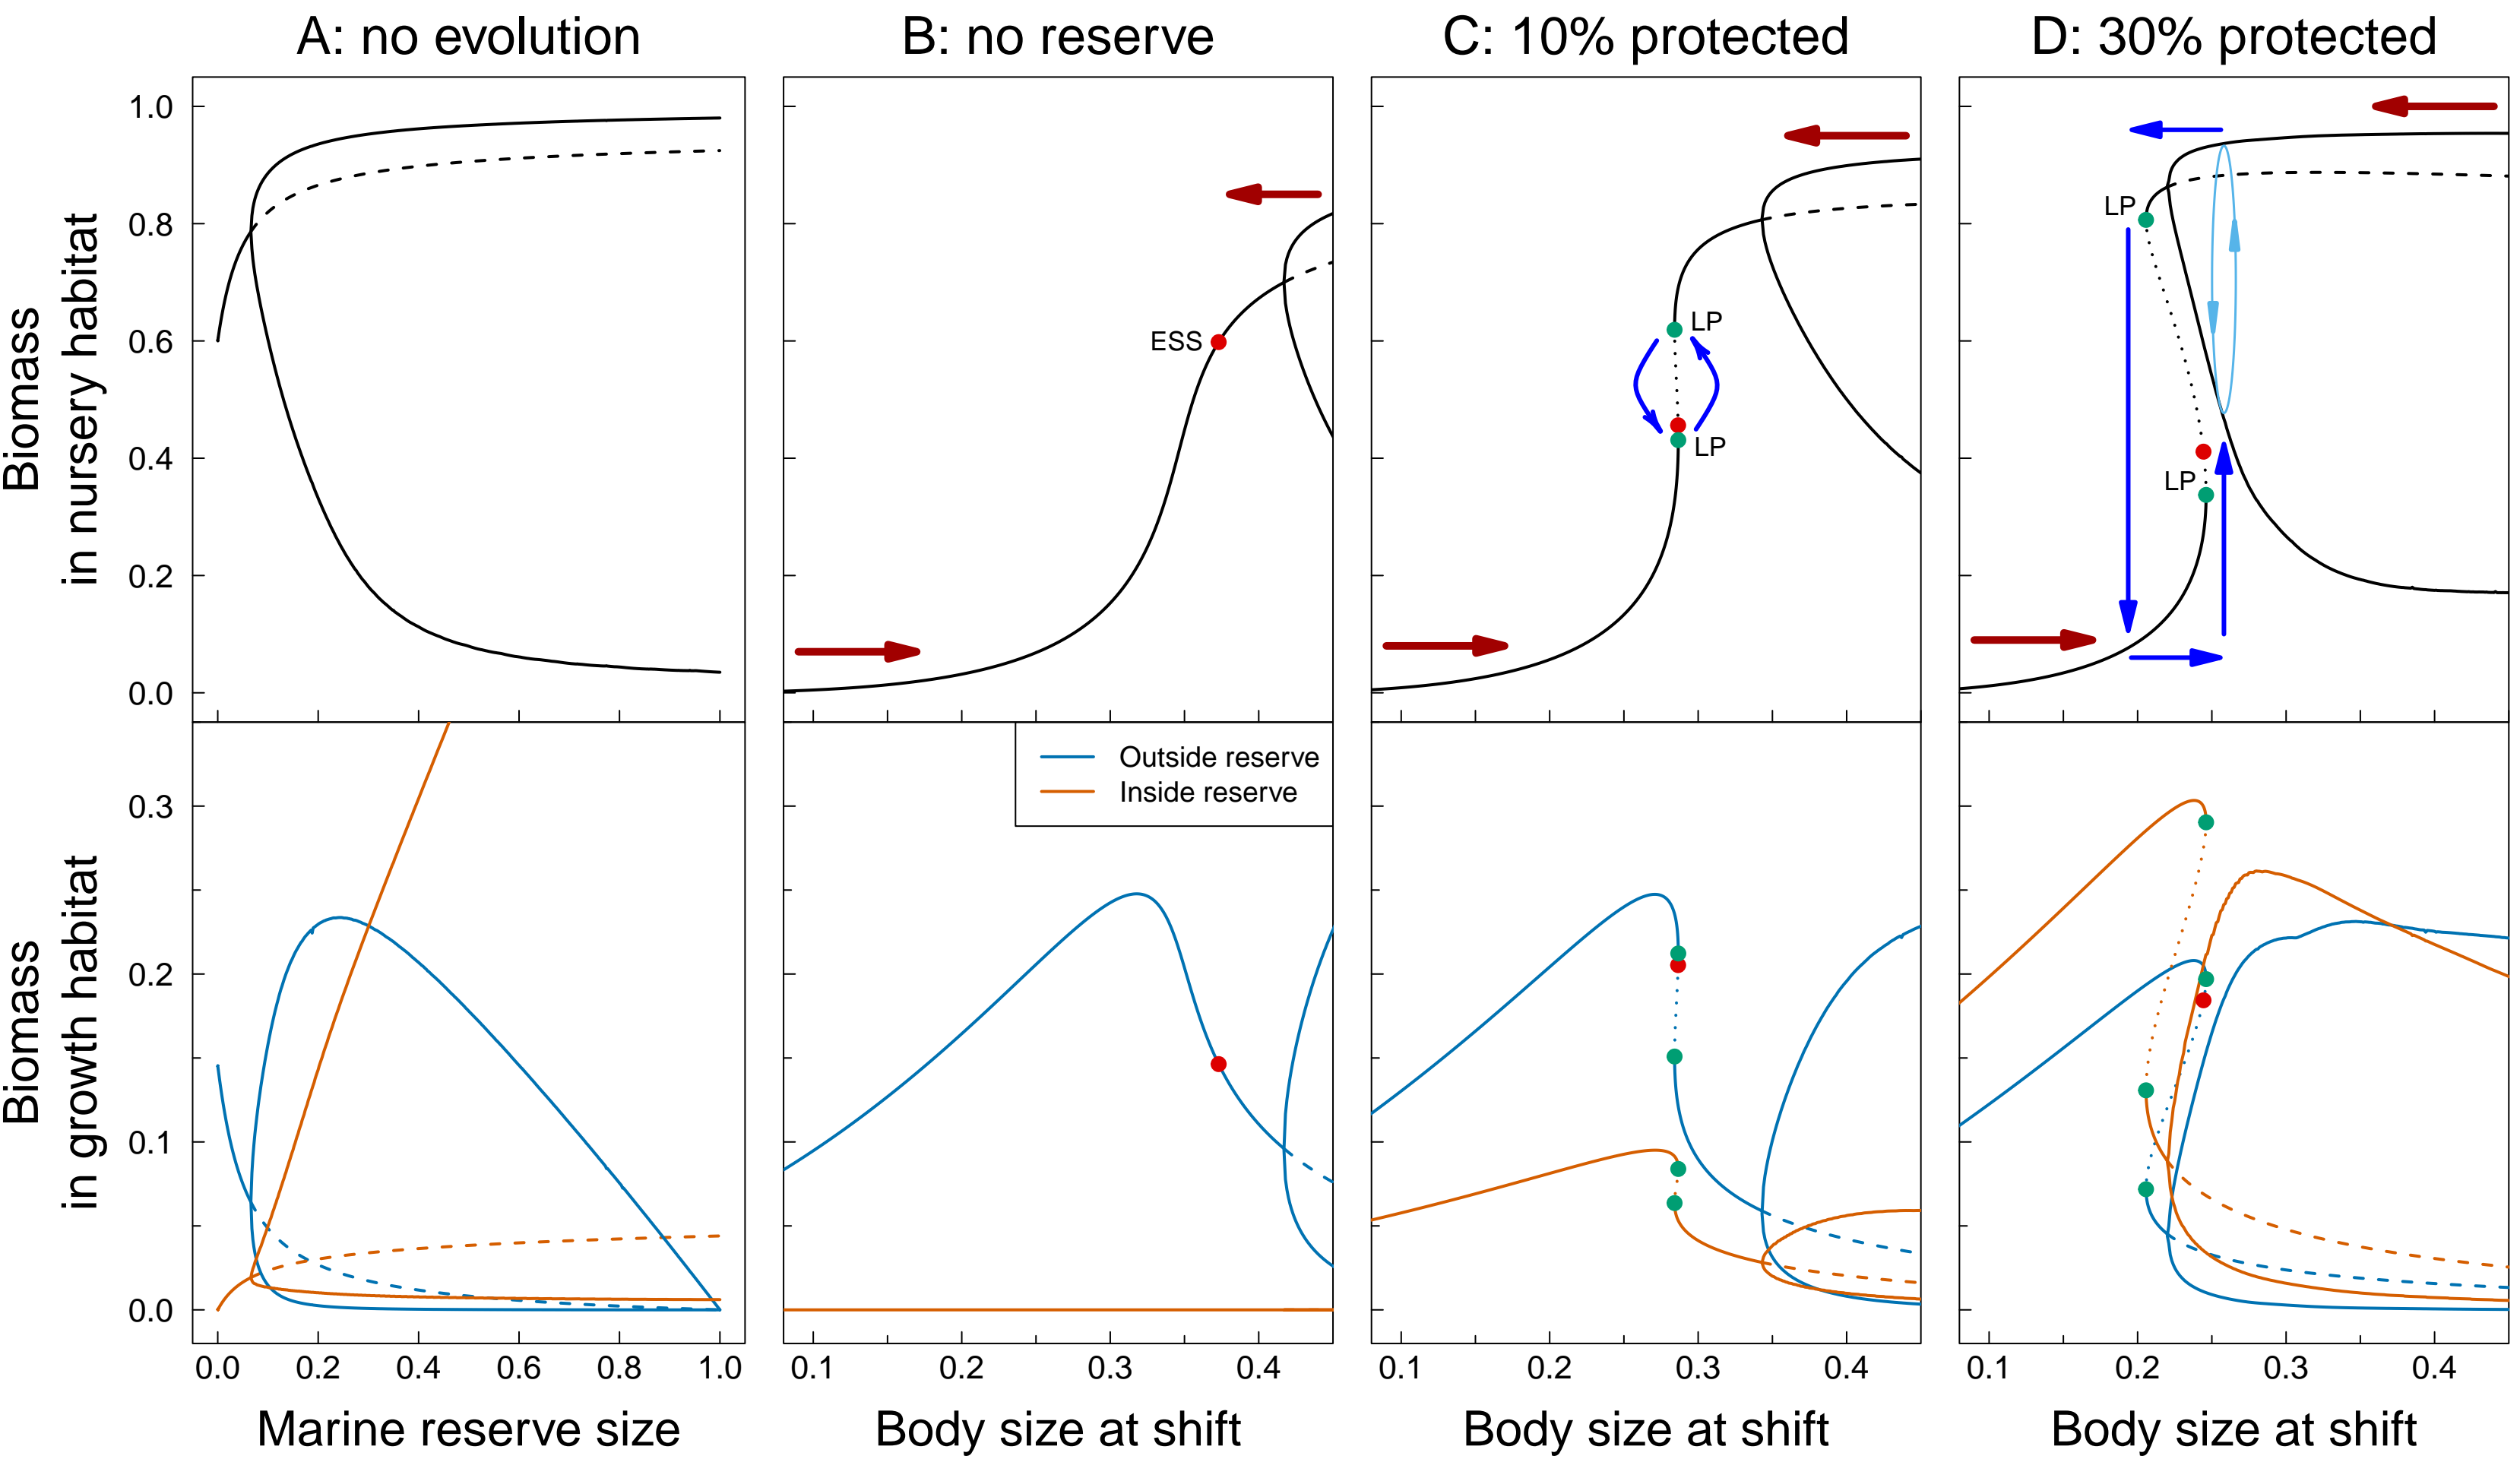 A: no evolution
B: no reserve
C: 10% protected
D: 30% protected
Biomass
in nursery habitat
1.0
0.8
0.6
0.4
0.2
0.0
ESS
LP
LP
LP
LP
Biomass
in growth habitat
0.3
0.2
0.1
0.0
Outside reserve
Inside reserve
0.0 0.2 0.4 0.6 0.8 1.0
0.1 0.2 0.3 0.4
0.1 0.2 0.3 0.4
0.1 0.2 0.3 0.4
Marine reserve size
Body size at shift
Body size at shift
Body size at shift